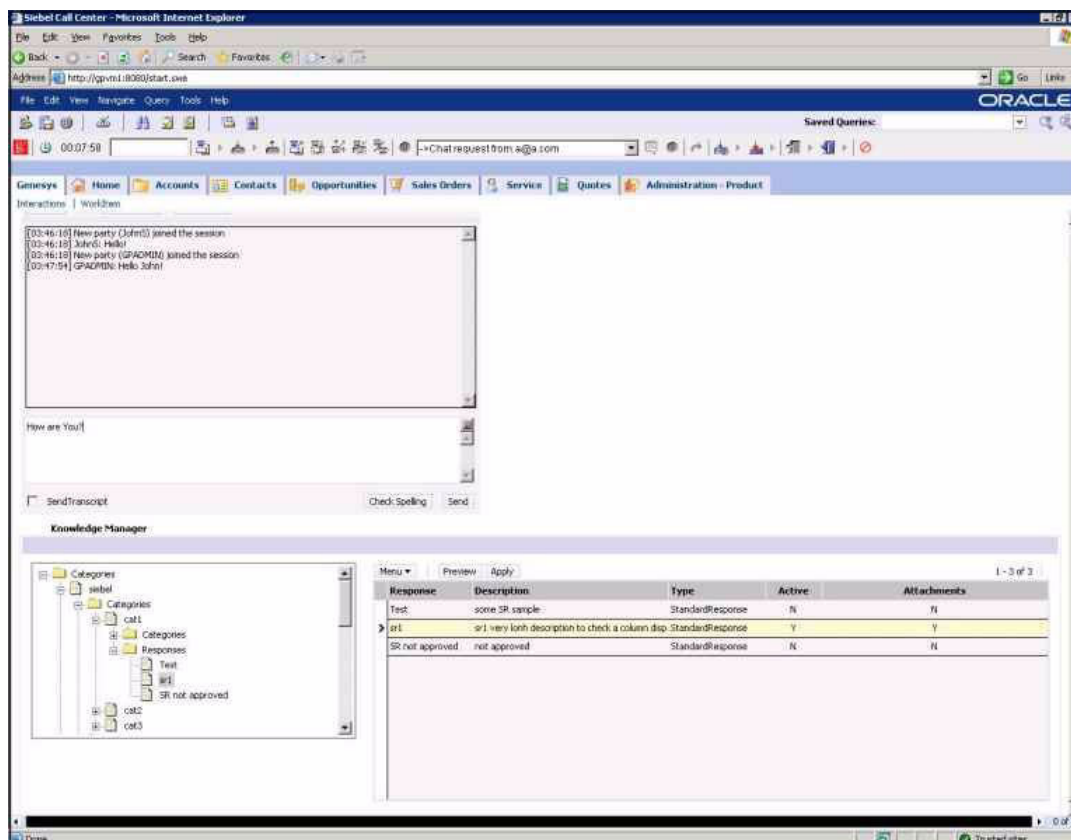 Siebel Call Center - Microsoft Internet Explorer
File Edit View Favorites Tools Help
Back Search Favorites
Address http://gpvm1:8080/start.swe Go Links
File Edit View Navigate Query Tools Help ORACLE
Saved Queries:
00:07:58 ->Chat request from a@a.com
Genesys Home Accounts Contacts Opportunities Sales Orders Service Quotes Administration - Product
Interactions | WorkItem
[03:46:18] New party (JohnS) joined the session
[03:46:18] JohnS: Hello!
[03:46:18] New party (GPADMIN) joined the session
[03:47:54] GPADMIN: Hello John!
How are You?
SendTranscript Check Spelling Send
Knowledge Manager
Menu Preview Apply 1 - 3 of 3
Response Description Type Active Attachments
Test some SR sample StandardResponse N N
sr1 sr1 very lonh description to check a column disp StandardResponse Y Y
SR not approved not approved StandardResponse N N
Categories
siebel
Categories
cat1
Categories
Responses
Test
sr1
SR not approved
cat2
cat3
0 of
Done Trusted sites